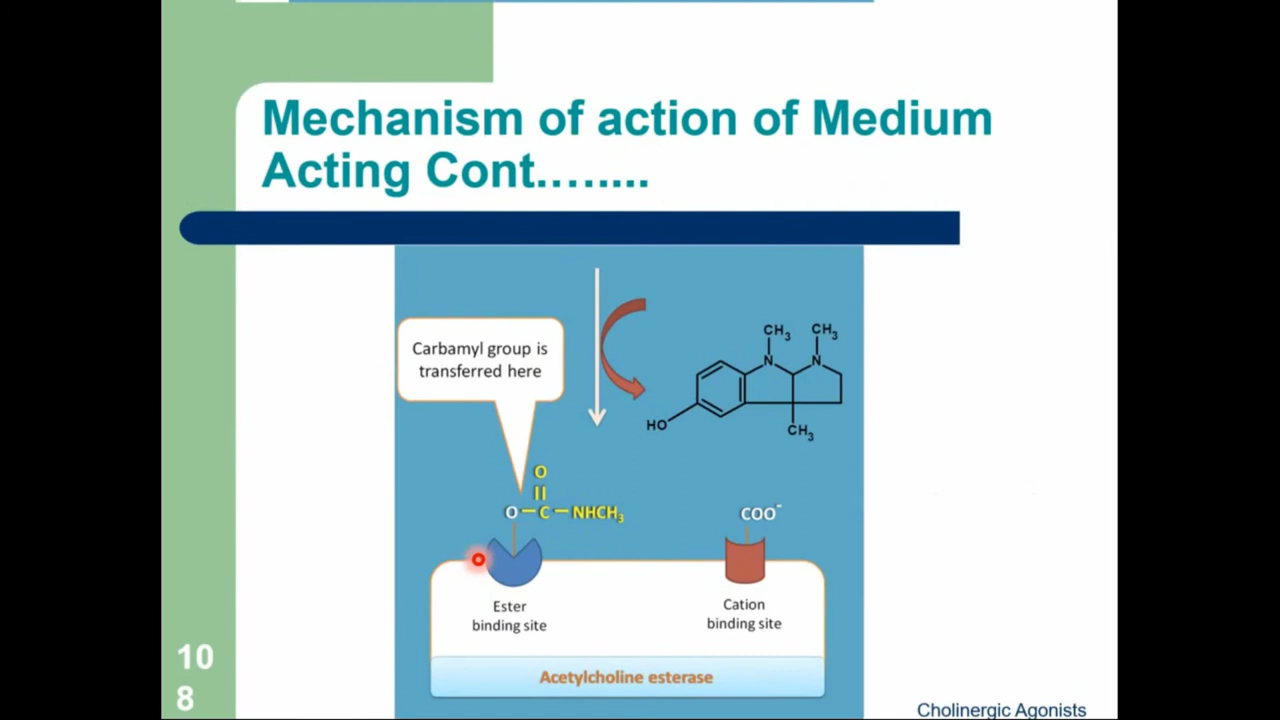 Mechanism of action of Medium
Acting Cont……...
Carbamyl group is
transferred here
CH₃ CH₃
N N
HO
CH₃
O
O–C–NHCH₃
COO⁻
Ester
binding site
Cation
binding site
Acetylcholine esterase
10
8
Cholinergic Agonists